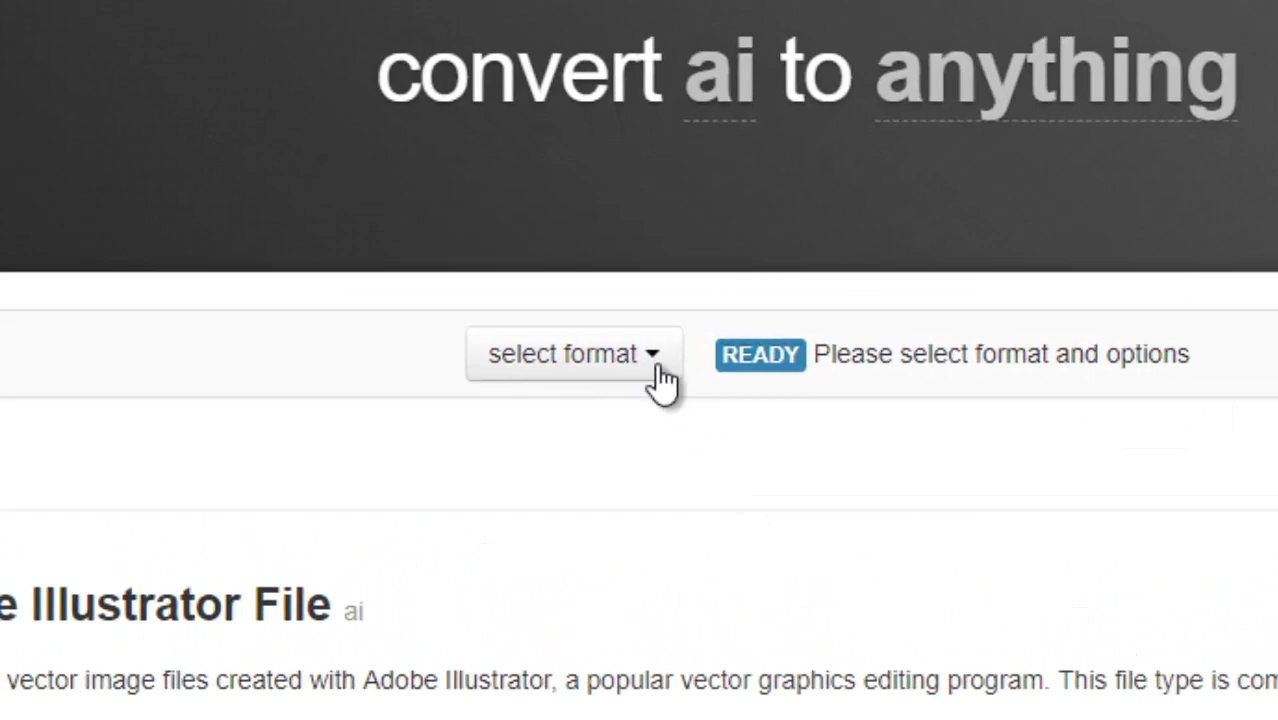 convert ai to anything
select format
READY Please select format and options
e Illustrator File ai
vector image files created with Adobe Illustrator, a popular vector graphics editing program. This file type is com